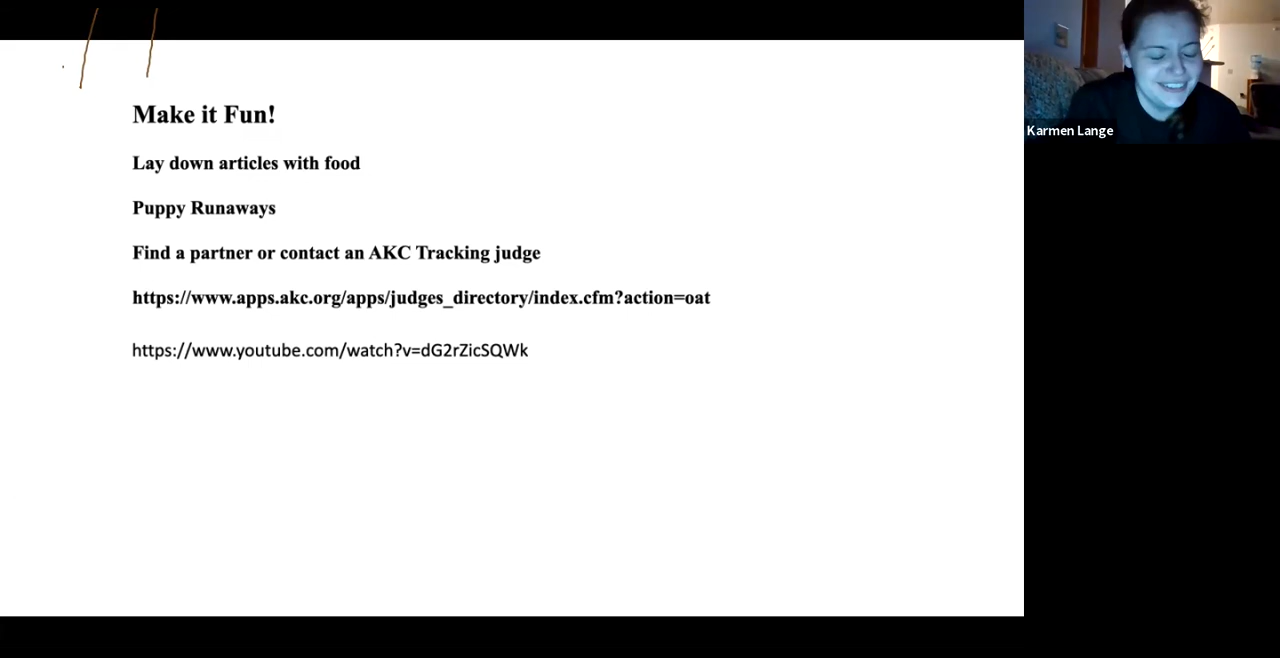 Make it Fun!
Lay down articles with food
Puppy Runaways
Find a partner or contact an AKC Tracking judge
https://www.apps.akc.org/apps/judges_directory/index.cfm?action=oat
https://www.youtube.com/watch?v=dG2rZicSQWk
Karmen Lange